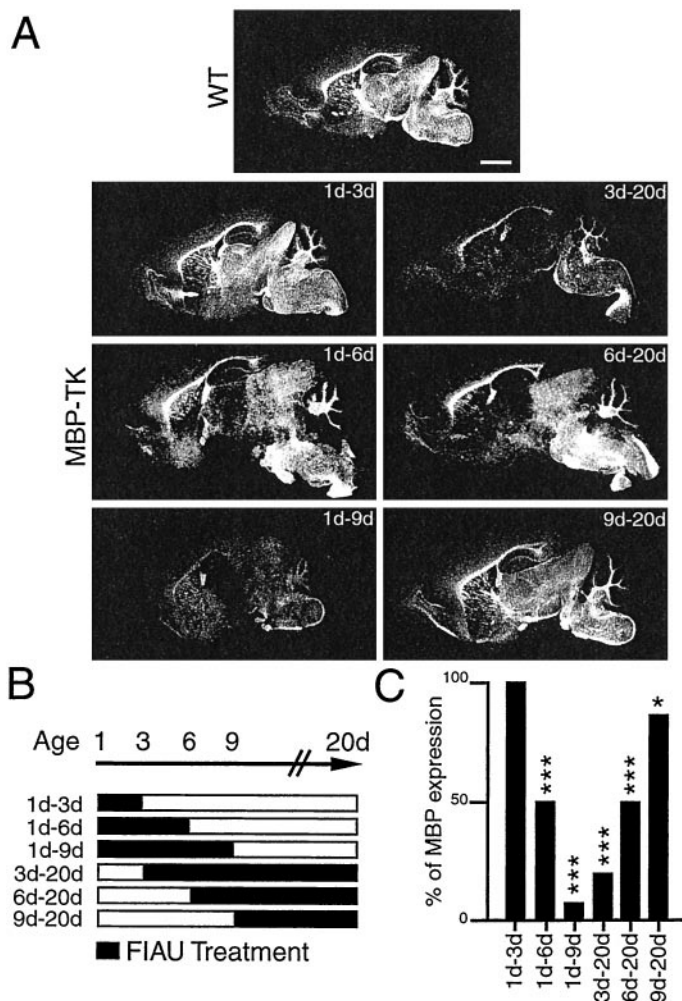 A
WT
1d-3d
3d-20d
MBP-TK
1d-6d
6d-20d
1d-9d
9d-20d
B
Age 1 3 6 9 20d
1d-3d
1d-6d
1d-9d
3d-20d
6d-20d
9d-20d
FIAU Treatment
C
% of MBP expression
100
50
0
***
***
***
***
*
1d-3d
1d-6d
1d-9d
3d-20d
6d-20d
9d-20d